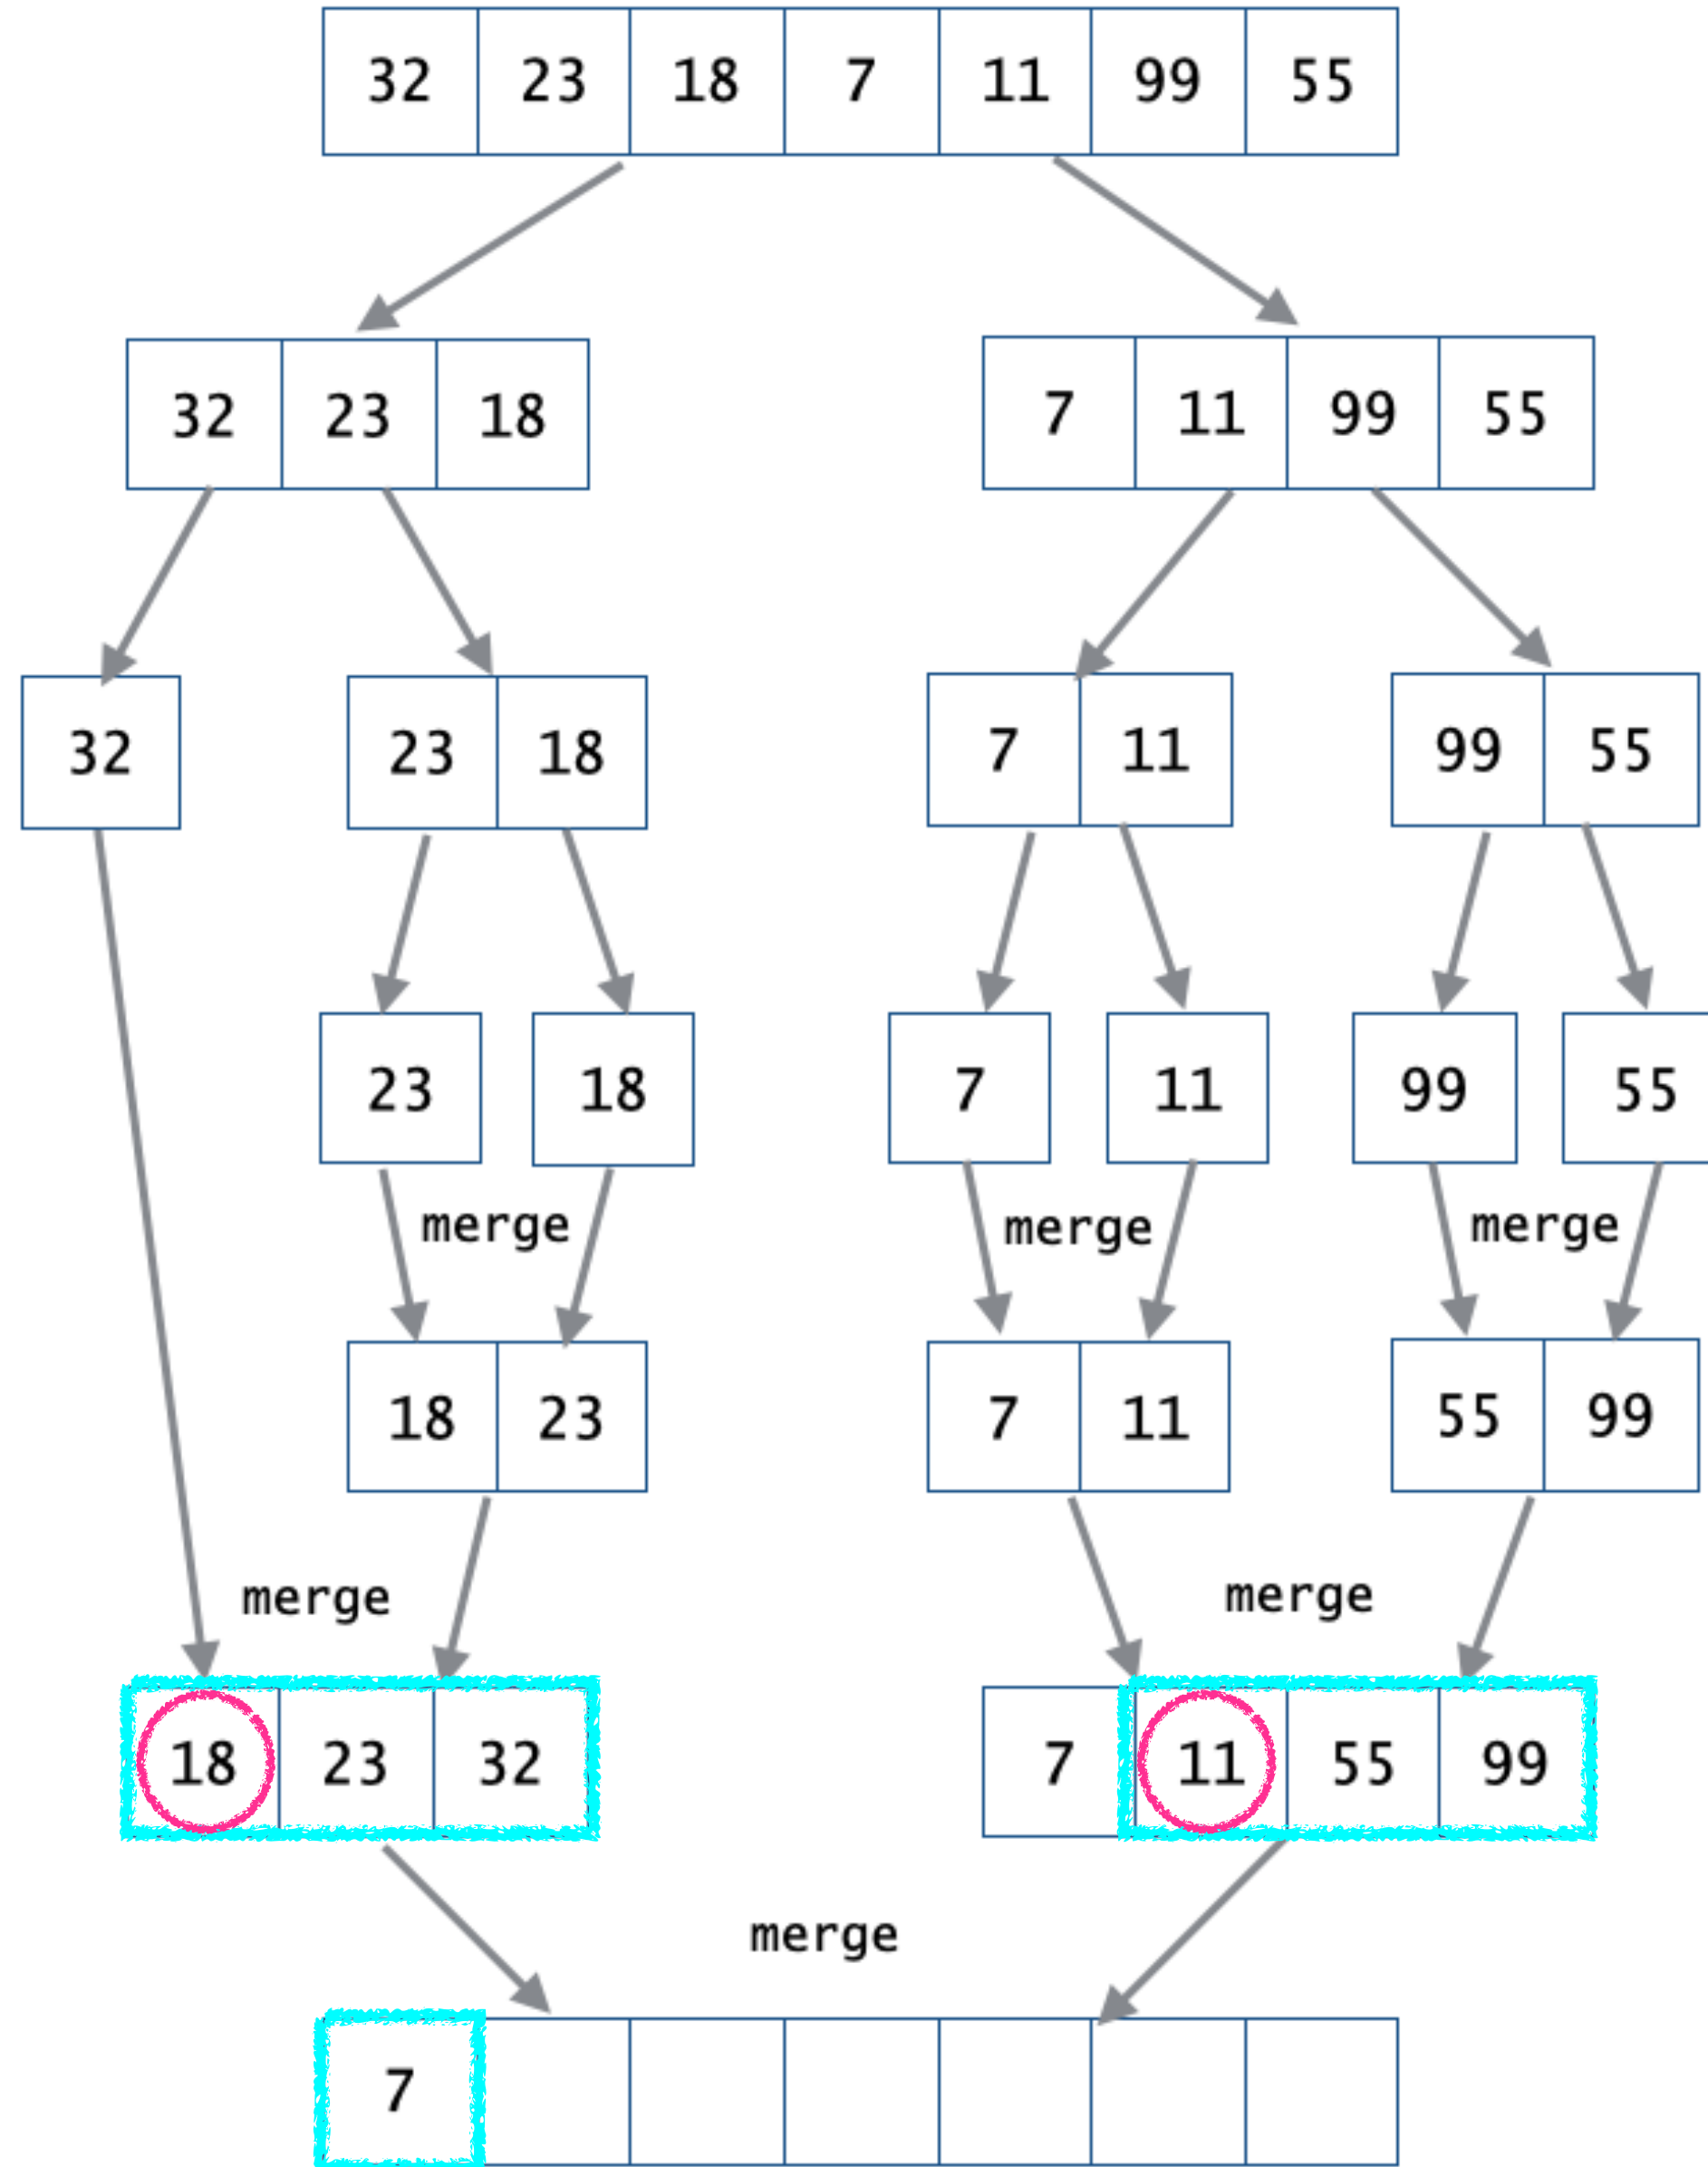 32 23 18 7 11 99 55
32 23 18 7 11 99 55
32 23 18 7 11 99 55
23 18 7 11 99 55
merge merge merge
18 23 7 11 55 99
merge merge
18 23 32 7 11 55 99
merge
7